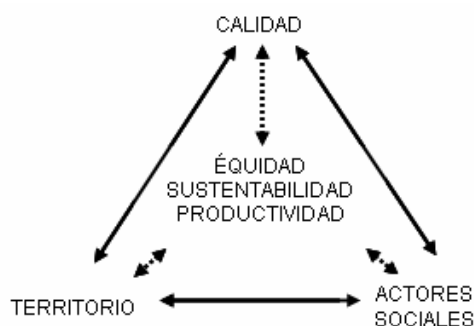 CALIDAD
ÉQUIDAD
SUSTENTABILIDAD
PRODUCTIVIDAD
TERRITORIO
ACTORES
SOCIALES